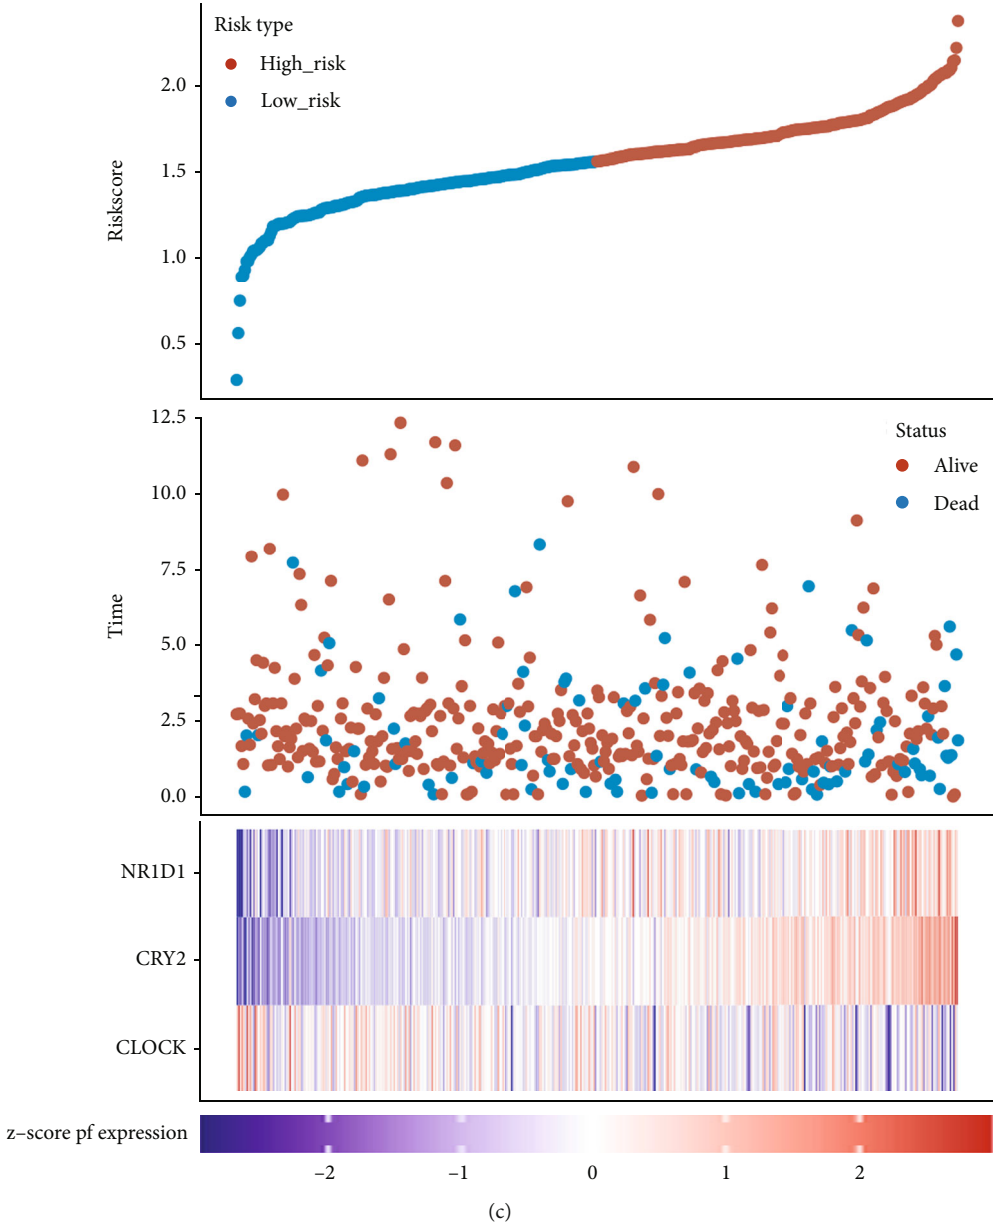 Risk type
High_risk
Low_risk
2.0
1.5
1.0
0.5
Riskscore
12.5
10.0
7.5
5.0
2.5
0.0
Time
Status
Alive
Dead
NR1D1
CRY2
CLOCK
z–score pf expression
–2 –1 0 1 2
(c)